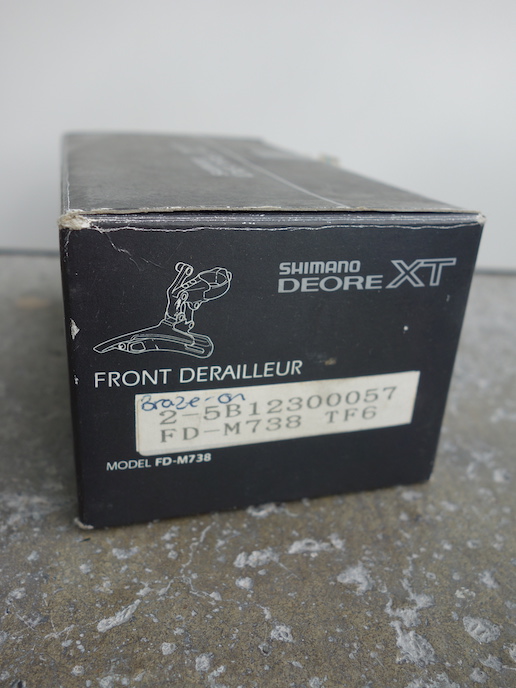 SHIMANO
DEORE XT
FRONT DERAILLEUR
Braze-on
2-5B12300057
FD-M738 TF6
MODEL FD-M738